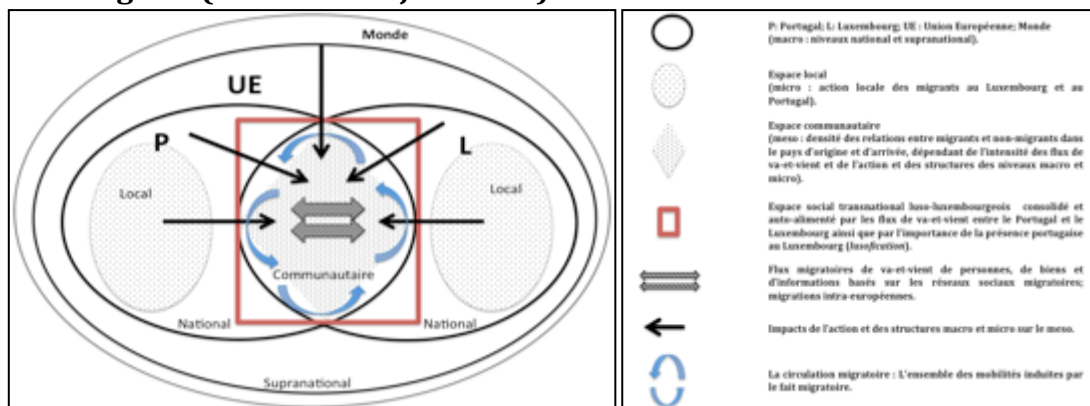 Monde
UE
P
L
Local
Local
Communautaire
National
National
Supranational
P: Portugal; L: Luxembourg; UE : Union Européenne; Monde
(macro : niveaux national et supranational).
Espace local
(micro : action locale des migrants au Luxembourg et au
Portugal).
Espace communautaire
(meso : densité des relations entre migrants et non-migrants dans
le pays d'origine et d'arrivée, dépendant de l'intensité des flux de
va-et-vient et de l'action et des structures des niveaux macro et
micro).
Espace social transnational luso-luxembourgeois consolidé et
auto-alimenté par les flux de va-et-vient entre le Portugal et le
Luxembourg ainsi que par l'importance de la présence portugaise
au Luxembourg (lusofication).
Flux migratoires de va-et-vient de personnes, de biens et
d'informations basés sur les réseaux sociaux migratoires;
migrations intra-européennes.
Impacts de l'action et des structures macro et micro sur le meso.
La circulation migratoire : L'ensemble des mobilités induites par
le fait migratoire.